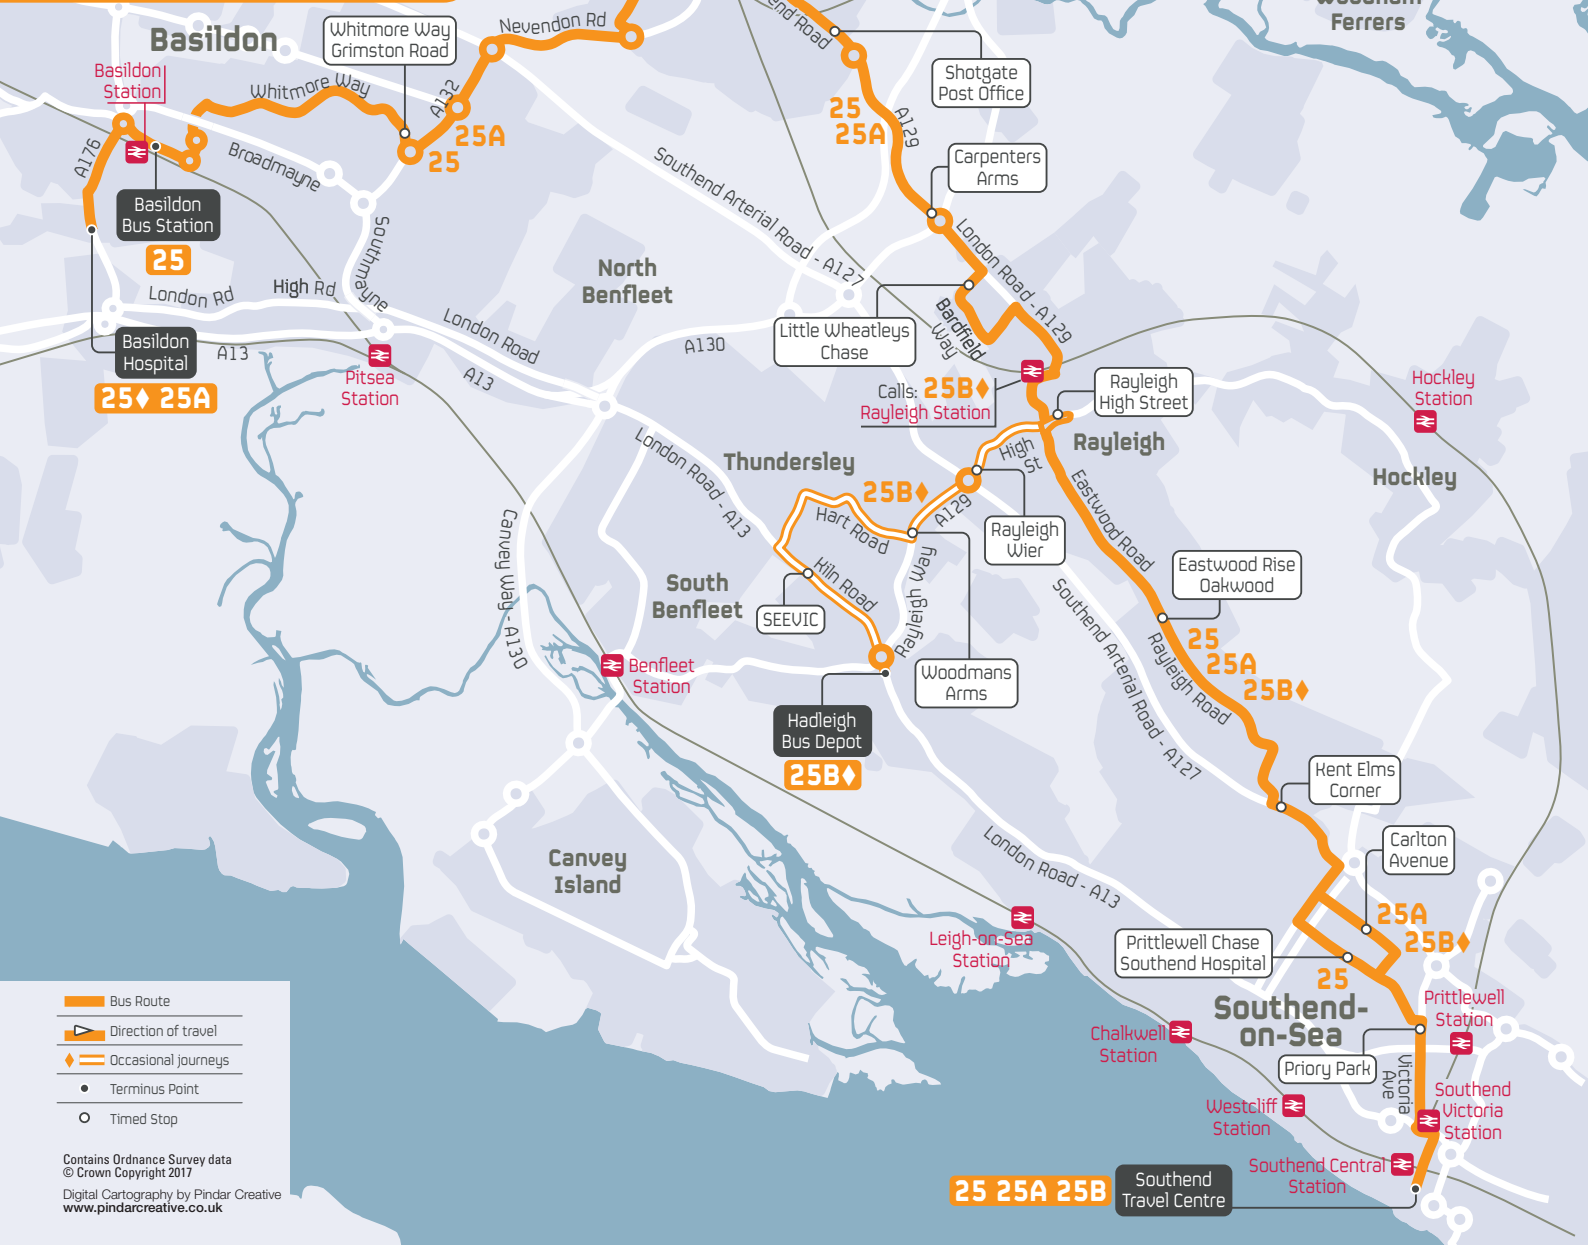 Basildon
Whitmore Way
Grimston Road
Nevendon Rd
Ferrers
Basildon
Station
Whitmore Way
A132
25A
25
A176
Broadmayne
Basildon
Bus Station
25
Southmayne
London Rd
High Rd
Basildon
Hospital
25♦ 25A
A13
Pitsea
Station
London Road
A13
North
Benfleet
Southend Arterial Road - A127
A130
Shotgate
Post Office
25
25A
A129
Carpenters
Arms
London Road - A129
Little Wheatleys
Chase
Bardfield
Way
Calls: 25B♦
Rayleigh Station
Rayleigh
High Street
Rayleigh
High
St
Hockley
Station
Hockley
London Road - A13
Thundersley
25B♦
Hart Road
A129
Rayleigh
Wier
Eastwood Road
Canvey Way - A130
South
Benfleet
Kiln Road
SEEVIC
Rayleigh Way
Woodmans
Arms
Southend Arterial Road - A127
Eastwood Rise
Oakwood
25
25A
25B♦
Rayleigh Road
Benfleet
Station
Hadleigh
Bus Depot
25B♦
Kent Elms
Corner
Carlton
Avenue
London Road - A13
Canvey
Island
Leigh-on-Sea
Station
25A
25B♦
Prittlewell Chase
Southend Hospital
25
Southend-
on-Sea
Prittlewell
Station
Chalkwell
Station
Priory Park
Victoria
Ave
Southend
Victoria
Station
Westcliff
Station
Southend Central
Station
25 25A 25B
Southend
Travel Centre
Bus Route
Direction of travel
♦ Occasional journeys
Terminus Point
Timed Stop
Contains Ordnance Survey data
© Crown Copyright 2017
Digital Cartography by Pindar Creative
www.pindarcreative.co.uk